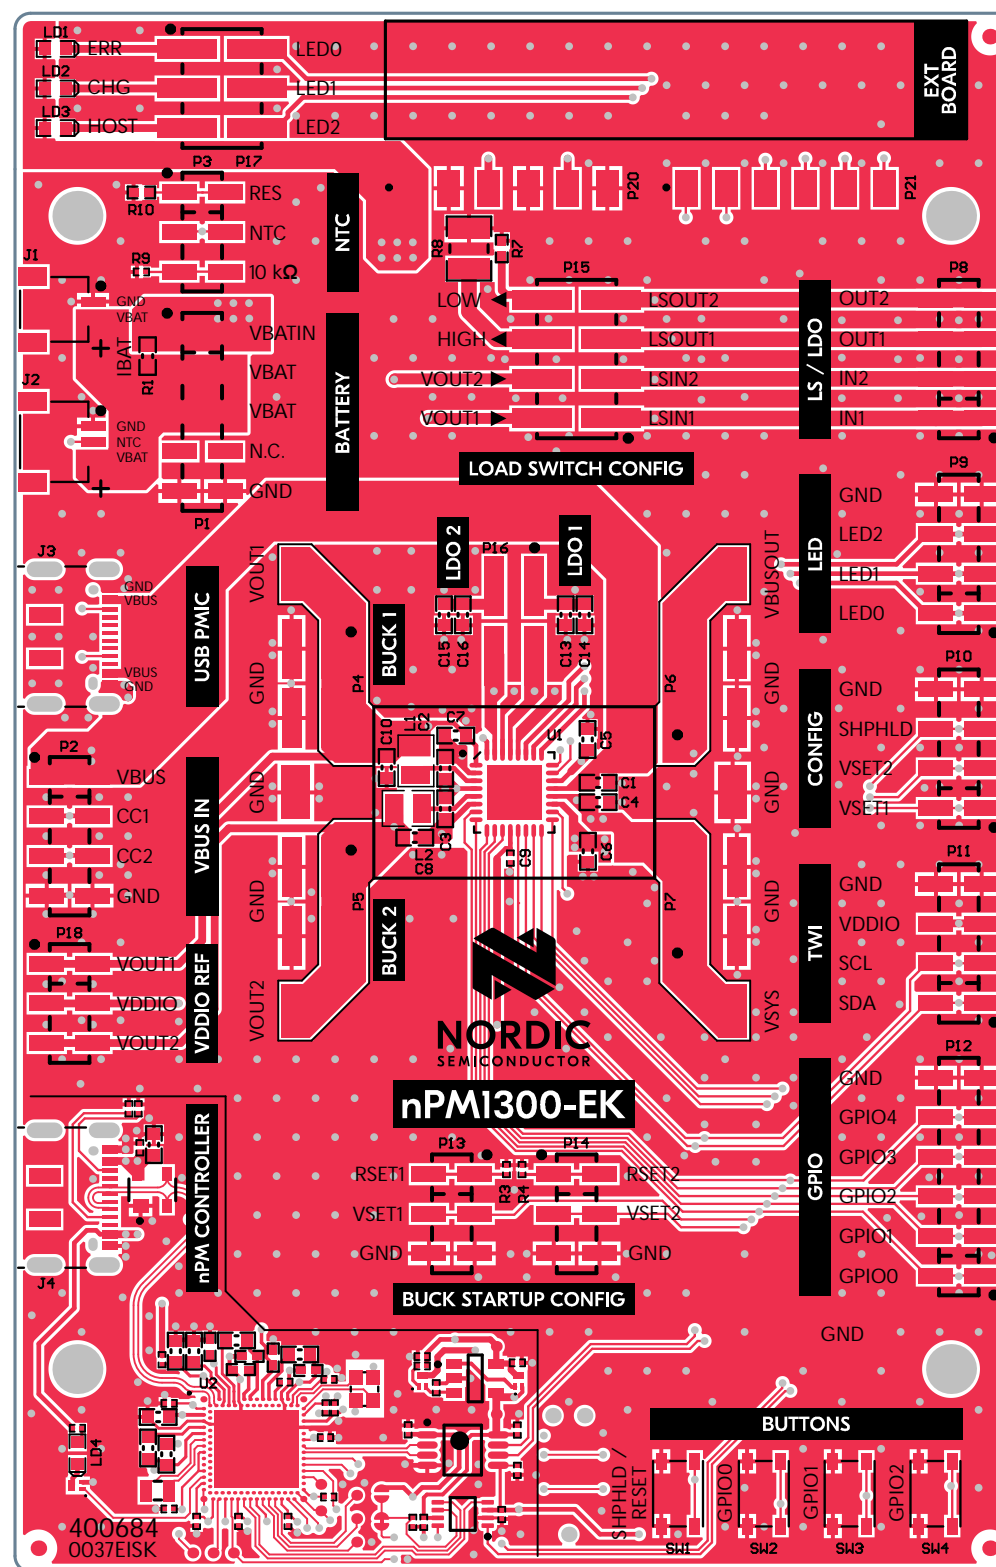 LD1 ERR LED0
LD2 CHG LED1
LD3 HOST LED2
EXT BOARD
P3 P17
R10 RES
NTC
R9 10 kΩ
NTC
P20
P21
R8 R7
J1
GND
VBAT
IBAT
R1
VBATIN
VBAT
VBAT
N.C.
GND
P1
BATTERY
J2
GND
NTC
VBAT
P15
LOW LSOUT2
HIGH LSOUT1
VOUT2 LSIN2
VOUT1 LSIN1
LOAD SWITCH CONFIG
LS / LDO
P8
OUT2
OUT1
IN2
IN1
P9
GND
LED2
LED1
LED0
LED
J3
GND
VBUS
VBUS
GND
USB PMIC
VOUT1
GND
BUCK 1
P4
LDO 2
P16
LDO 1
C15 C16
C13 C14
VBUSOUT
GND
P6
P10
GND
SHPHLD
VSET2
VSET1
CONFIG
P2
VBUS
CC1
CC2
GND
VBUS IN
GND
C10
L1
C2
C7
U1
C5
C1
C4
C3
L2
C8
C9
C6
GND
P18
VOUT1
VDDIO
VOUT2
VDDIO REF
GND
P5
BUCK 2
VOUT2
P7
GND
VSYS
P11
GND
VDDIO
SCL
SDA
TWI
NORDIC
SEMICONDUCTOR
nPM1300-EK
P12
GND
GPIO4
GPIO3
GPIO2
GPIO1
GPIO0
GPIO
P13 P14
RSET1 R3 R4 RSET2
VSET1 VSET2
GND GND
BUCK STARTUP CONFIG
nPM CONTROLLER
J4
GND
U2
LD4
BUTTONS
SHPHLD / RESET
GPIO0
GPIO1
GPIO2
SW1 SW2 SW3 SW4
400684
0037EISK